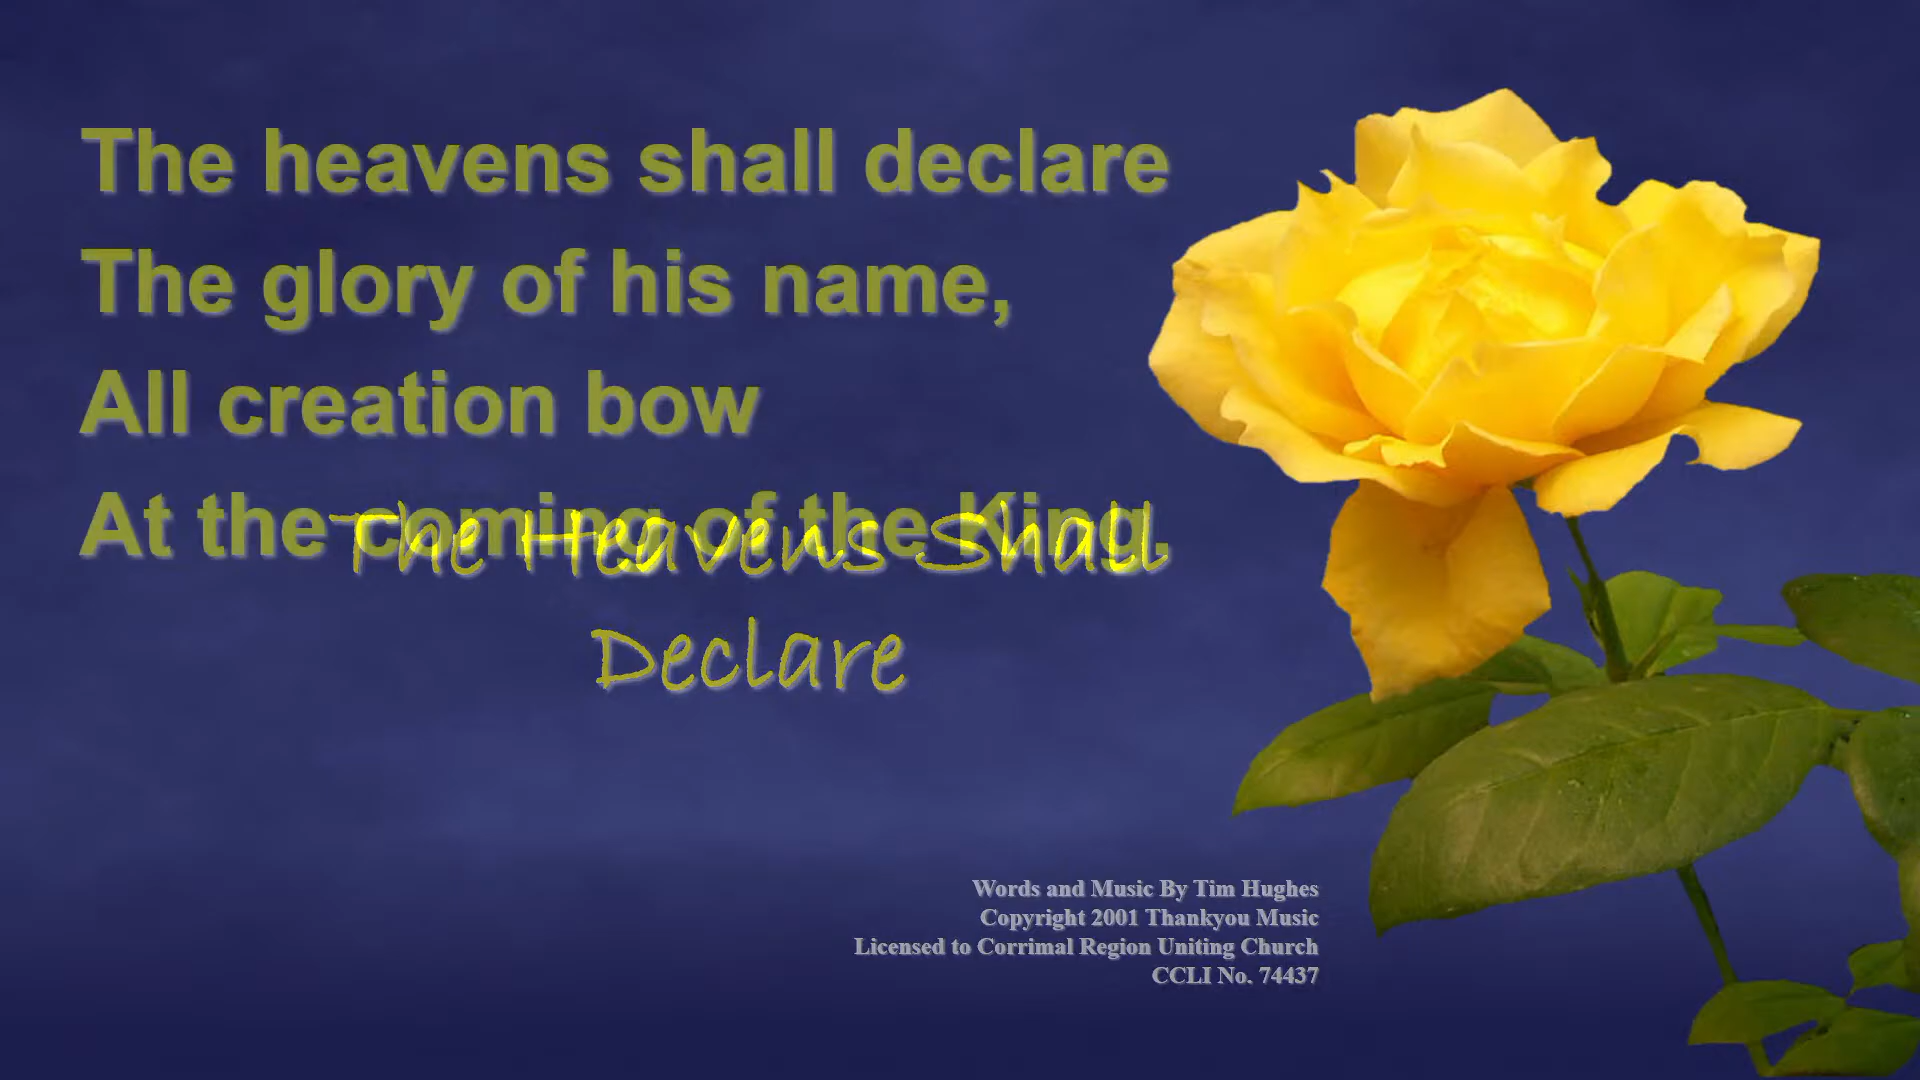 The heavens shall declare
The glory of his name,
All creation bow
At the coming of the King.
The Heavens Shall
Declare
Words and Music By Tim Hughes
Copyright 2001 Thankyou Music
Licensed to Corrimal Region Uniting Church
CCLI No. 74437